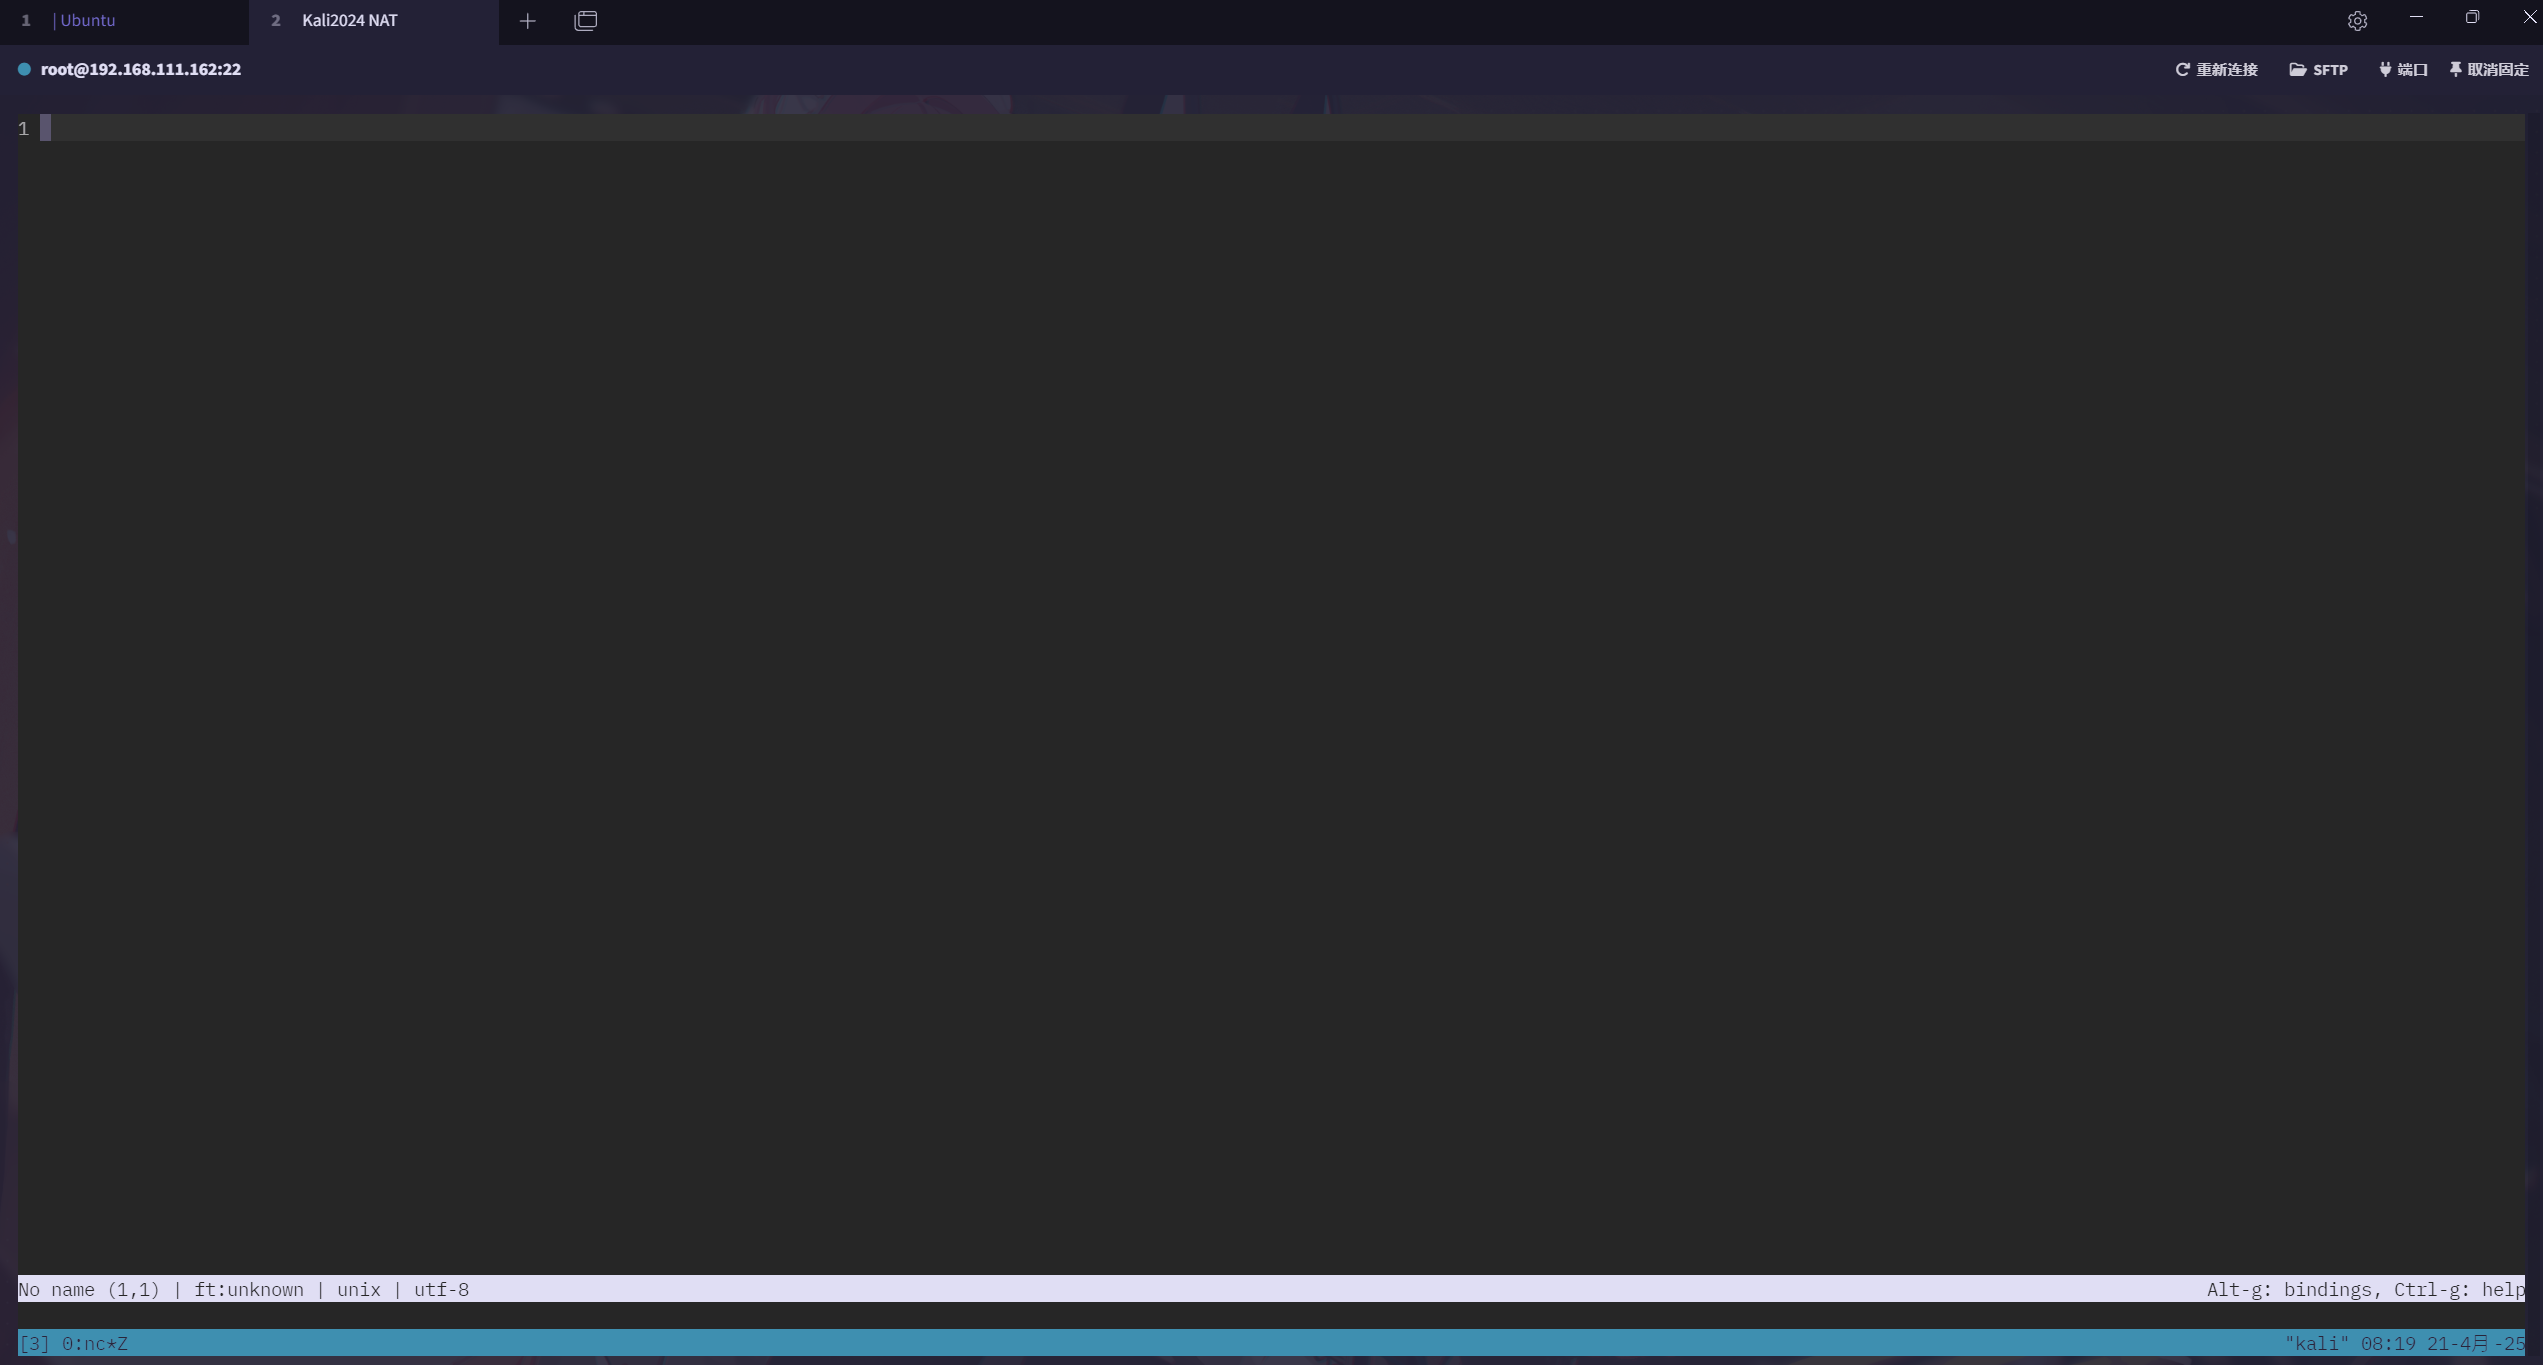 1 | Ubuntu 2 Kali2024 NAT
root@192.168.111.162:22 重新连接 SFTP 端口 取消固定
1
No name (1,1) | ft:unknown | unix | utf-8 Alt-g: bindings, Ctrl-g: help
[3] 0:nc*Z "kali" 08:19 21-4月-25